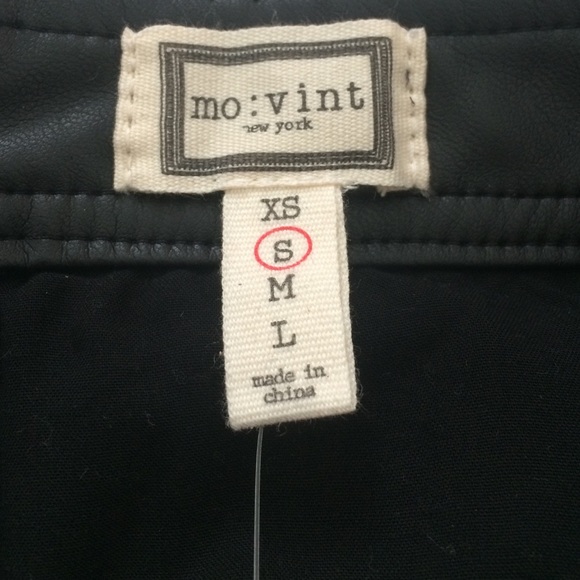 mo:vint
new york
XS
S
M
L
made in
china